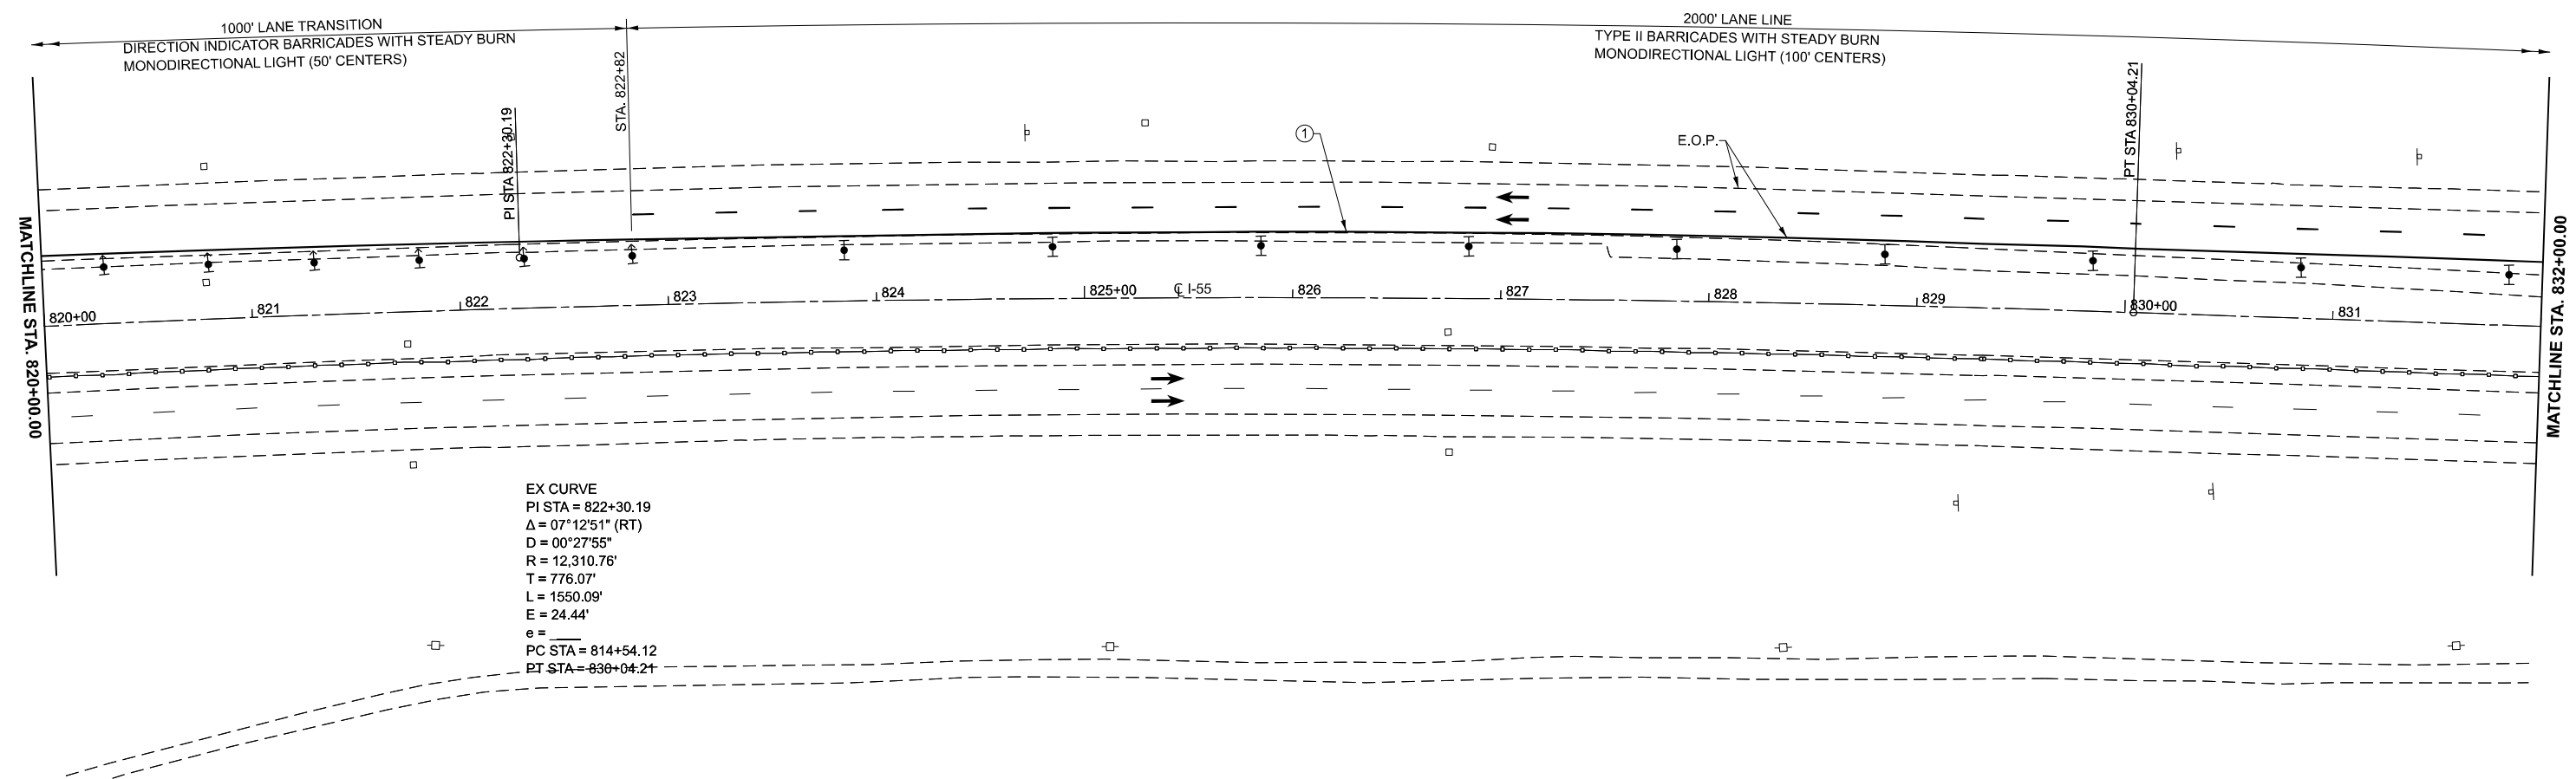 1000' LANE TRANSITION
DIRECTION INDICATOR BARRICADES WITH STEADY BURN
MONODIRECTIONAL LIGHT (50' CENTERS)
2000' LANE LINE
TYPE II BARRICADES WITH STEADY BURN
MONODIRECTIONAL LIGHT (100' CENTERS)
STA. 822+82
PI STA 822+30.19
PT STA 830+04.21
1
E.O.P.
MATCHLINE STA. 820+00.00
MATCHLINE STA. 832+00.00
820+00
821
822
823
824
825+00
℄ I-55
826
827
828
829
830+00
831
EX CURVE
PI STA = 822+30.19
Δ = 07°12'51" (RT)
D = 00°27'55"
R = 12,310.76'
T = 776.07'
L = 1550.09'
E = 24.44'
e = ____
PC STA = 814+54.12
PT STA = 830+04.21